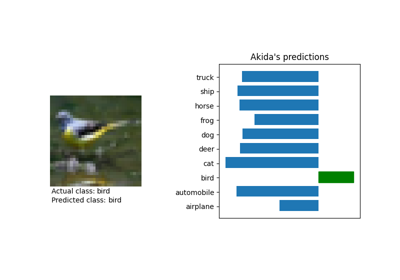 Akida's predictions
truck
ship
horse
frog
dog
deer
cat
bird
automobile
airplane
Actual class: bird
Predicted class: bird